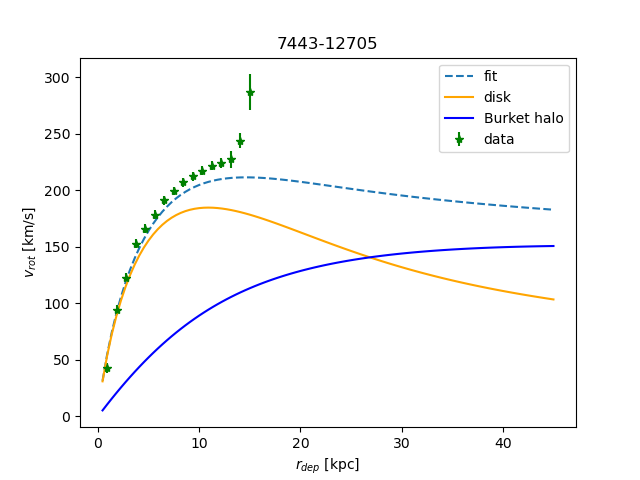 7443-12705
fit
disk
Burket halo
data
300
250
200
150
100
50
0
v_rot [km/s]
0 10 20 30 40
r_dep [kpc]